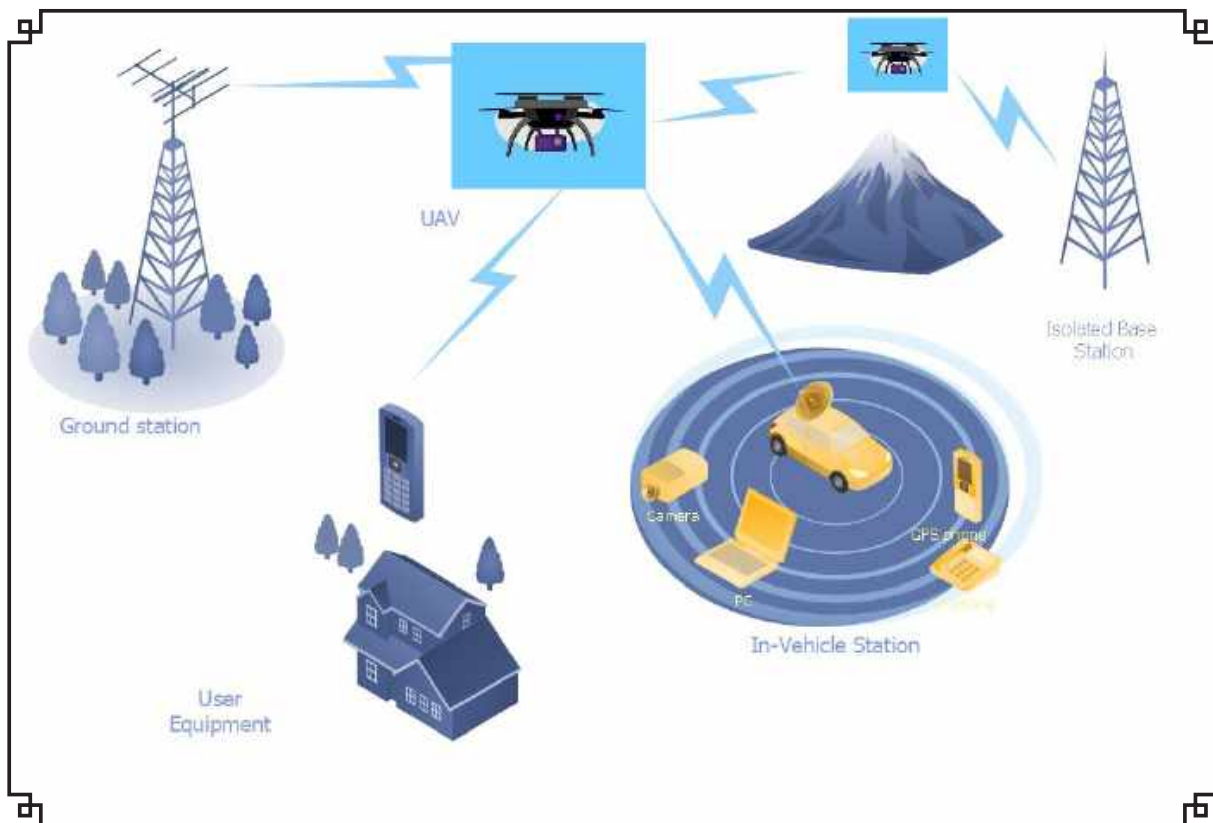 UAV
Isolated Base
Station
Ground station
Camera
GPS phone
PC
In-Vehicle Station
User
Equipment